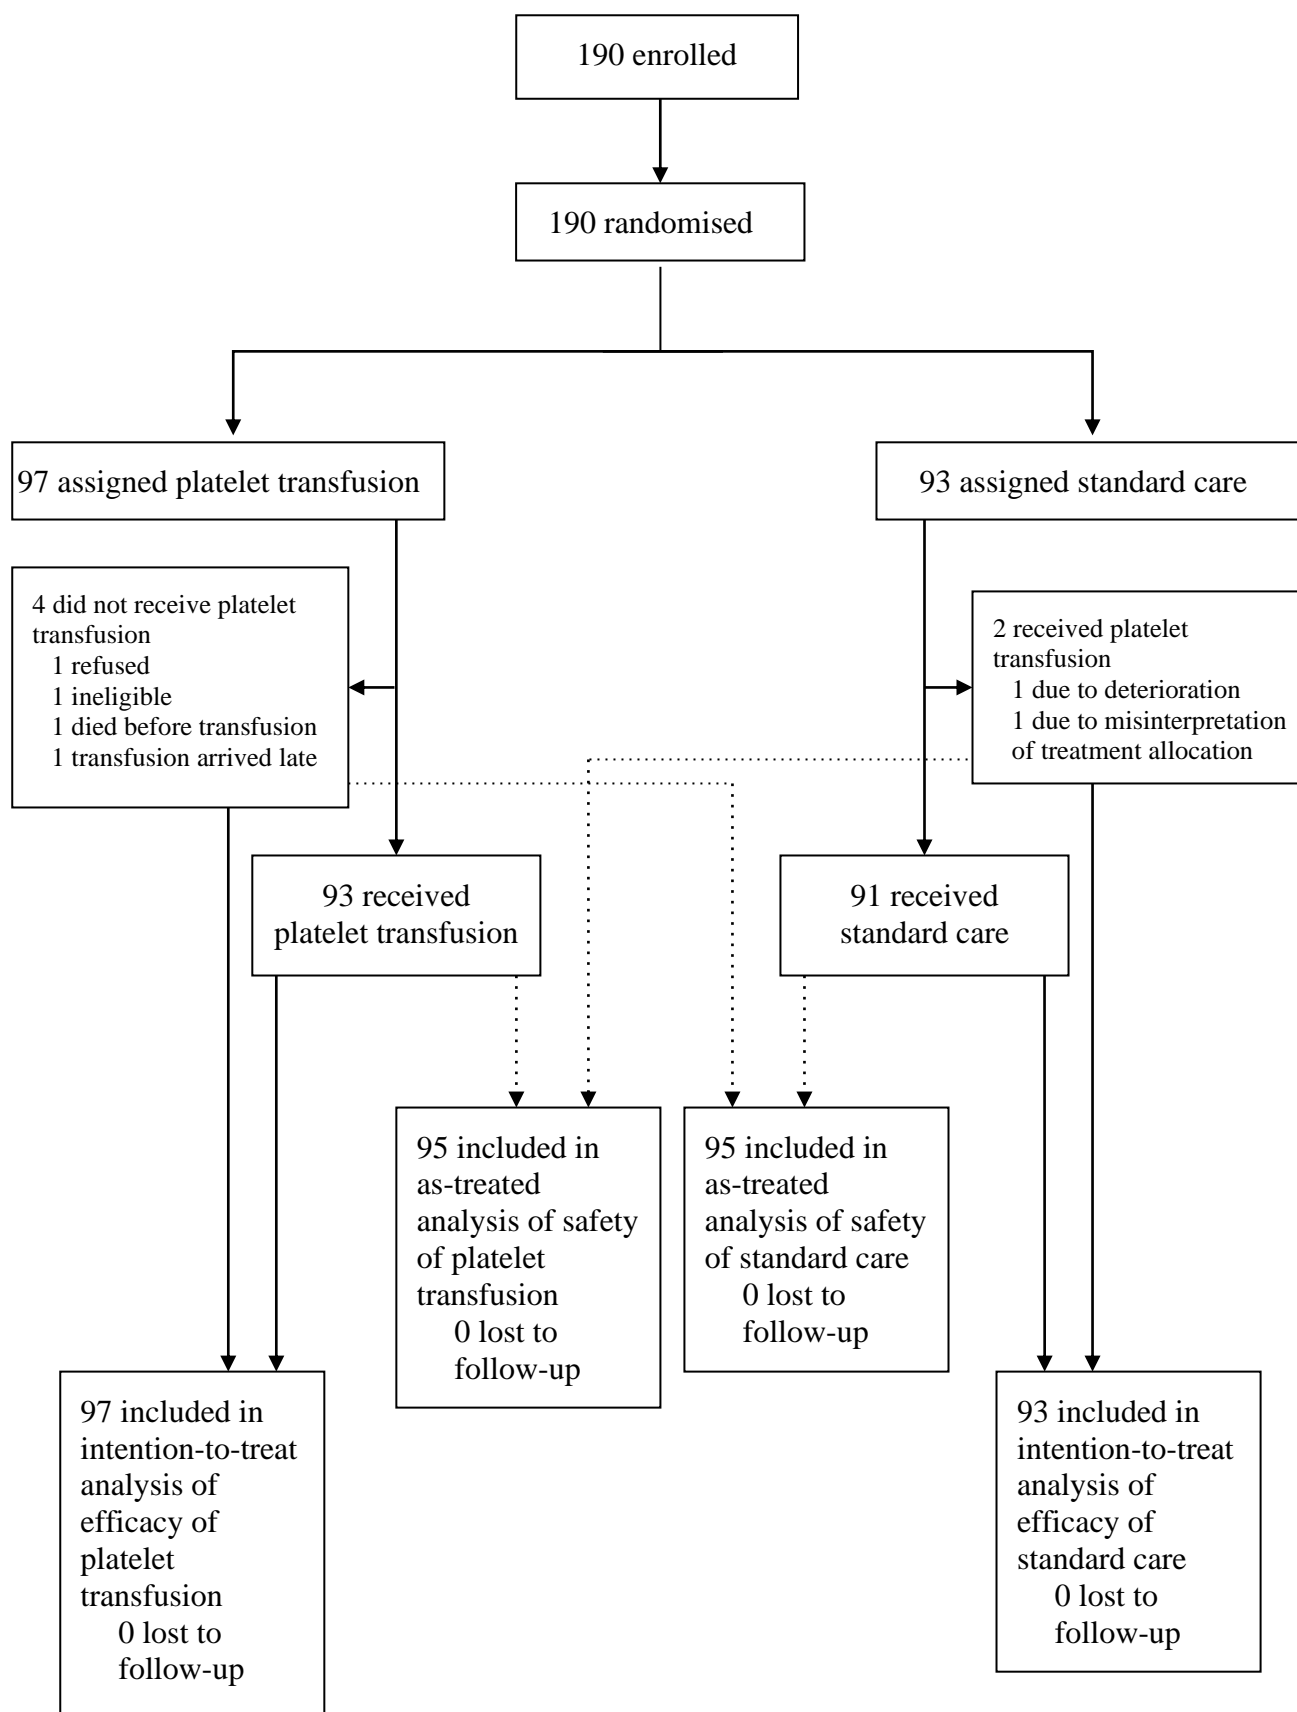 190 enrolled
190 randomised
97 assigned platelet transfusion
93 assigned standard care
4 did not receive platelet
transfusion
1 refused
1 ineligible
1 died before transfusion
1 transfusion arrived late
2 received platelet
transfusion
1 due to deterioration
1 due to misinterpretation
of treatment allocation
93 received
platelet transfusion
91 received
standard care
95 included in
as-treated
analysis of safety
of platelet
transfusion
0 lost to
follow-up
95 included in
as-treated
analysis of safety
of standard care
0 lost to
follow-up
97 included in
intention-to-treat
analysis of
efficacy of
platelet
transfusion
0 lost to
follow-up
93 included in
intention-to-treat
analysis of
efficacy of
standard care
0 lost to
follow-up